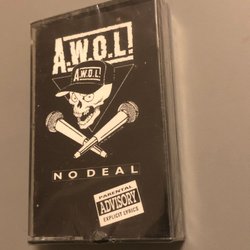 A.W.O.L!
A.W.O.L!
NO DEAL
PARENTAL
ADVISORY
EXPLICIT LYRICS